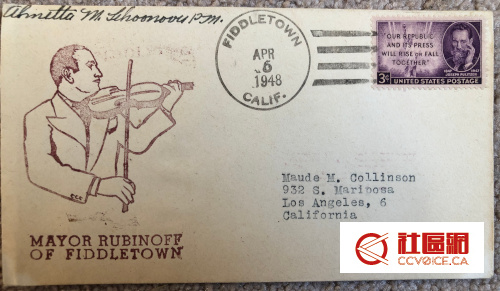 Almetta M. Schoonover, P.M.
FIDDLETOWN
APR
6
1948
CALIF.
"OUR REPUBLIC
AND ITS PRESS
WILL RISE OR FALL
TOGETHER"
JOSEPH PULITZER
3¢ UNITED STATES POSTAGE
Maude M. Collinson
932 S. Mariposa
Los Angeles, 6
California
MAYOR RUBINOFF
OF FIDDLETOWN
社區網
CCVOICE.CA